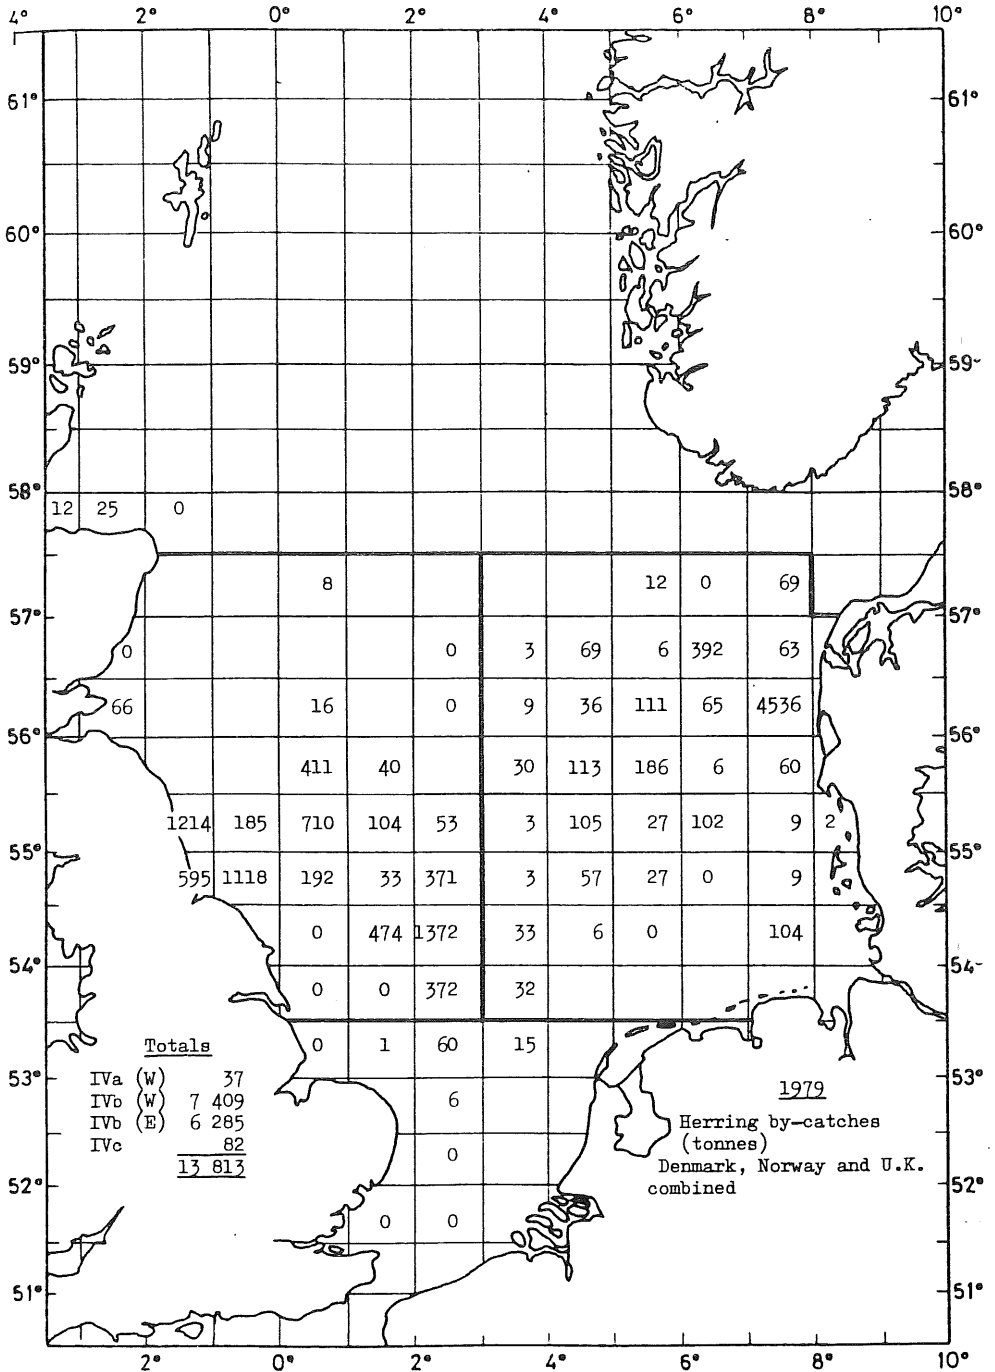 4° 2° 0° 2° 4° 6° 8° 10°
61° 61°
60° 60°
59° 59°
58° 58°
12 25 0
8 12 0 69
57° 57°
0 0 3 69 6 392 63
66 16 0 9 36 111 65 4536
56° 56°
411 40 30 113 186 6 60
1214 185 710 104 53 3 105 27 102 9 2
55° 55°
595 1118 192 33 371 3 57 27 0 9
0 474 1372 33 6 0 104
54° 54°
0 0 372 32
0 1 60 15
Totals
IVa (W) 37
IVb (W) 7 409
IVb (E) 6 285
IVc 82
13 813
53° 53°
1979
6
Herring by-catches
(tonnes)
Denmark, Norway and U.K.
combined
0
52° 52°
0 0
51° 51°
2° 0° 2° 4° 6° 8° 10°